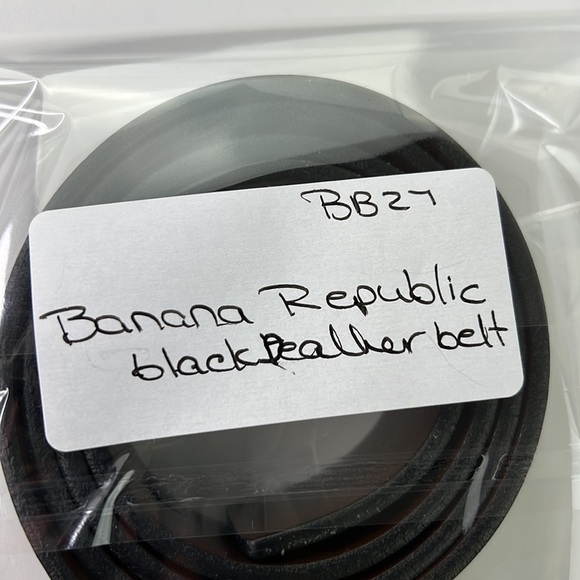 BB27
Banana Republic
black leather belt